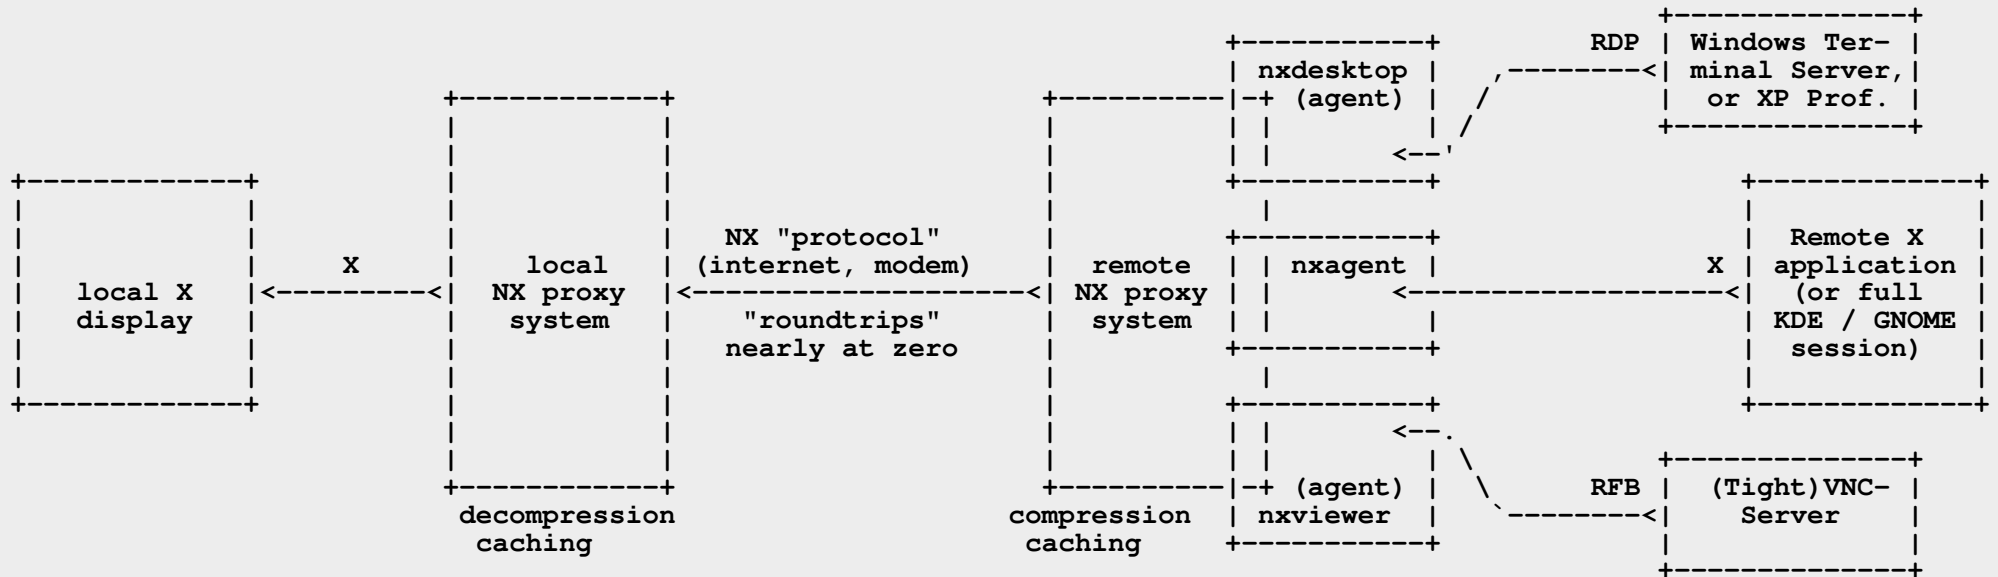 RDP
Windows Ter-
minal Server,
or XP Prof.
nxdesktop
(agent)
local X
display
X
local
NX proxy
system
decompression
caching
NX "protocol"
(internet, modem)
"roundtrips"
nearly at zero
remote
NX proxy
system
compression
caching
nxagent
X
Remote X
application
(or full
KDE / GNOME
session)
(agent)
nxviewer
RFB
(Tight)VNC-
Server